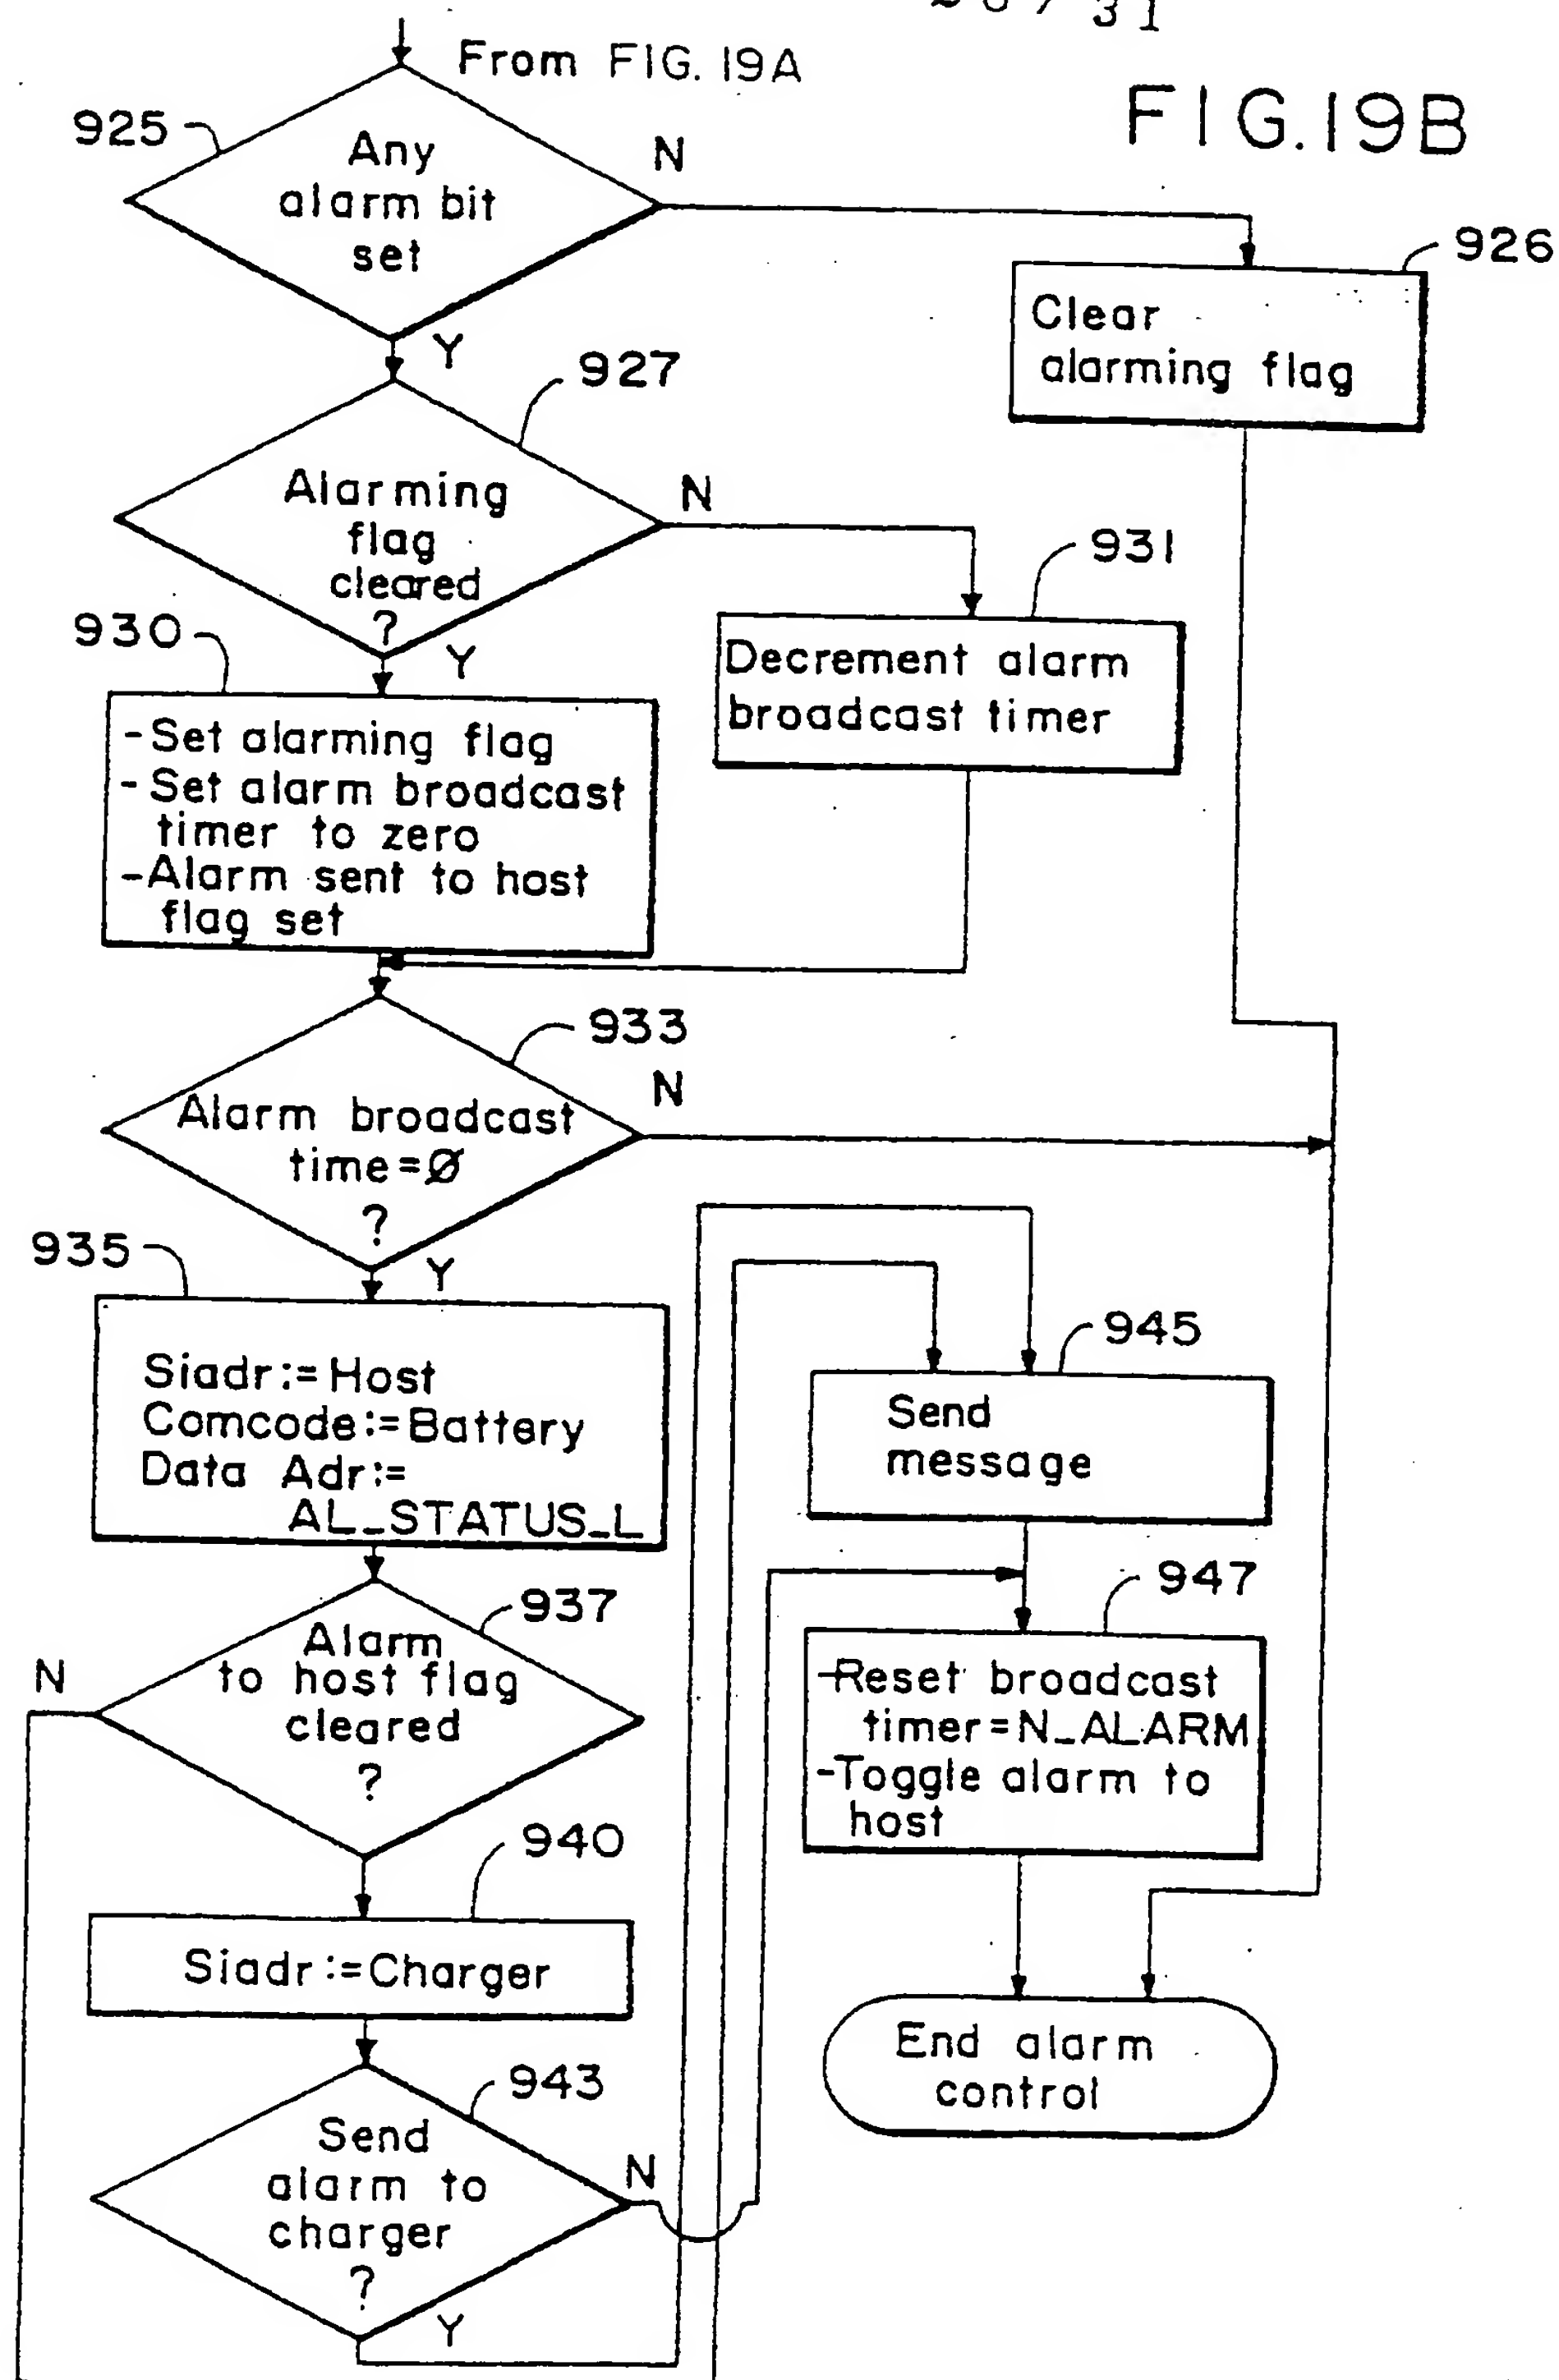 From FIG. 19A
FIG.19B
925
Any
alarm bit
set
N
Y
926
Clear
alarming flag
927
Alarming
flag
cleared
?
N
Y
930
-Set alarming flag
-Set alarm broadcast
timer to zero
-Alarm sent to host
flag set
931
Decrement alarm
broadcast timer
933
Alarm broadcast
time=Ø
?
N
Y
935
Siadr:=Host
Comcode:=Battery
Data Adr:=
AL_STATUS_L
937
Alarm
to host flag
cleared
?
N
940
Siadr:=Charger
943
Send
alarm to
charger
?
N
Y
945
Send
message
947
-Reset broadcast
timer=N_ALARM
-Toggle alarm to
host
End alarm
control